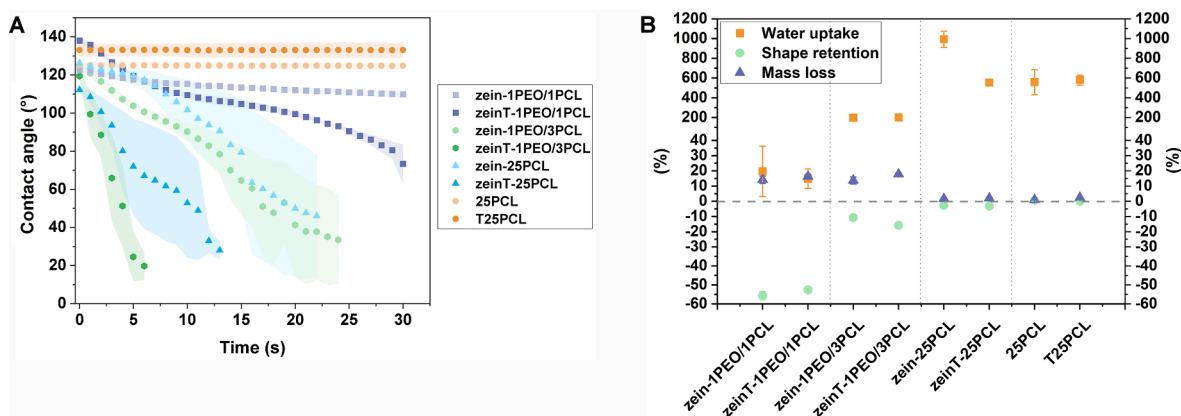 A
Contact angle (°)
140
120
100
80
60
40
20
0
0
5
10
15
20
25
30
Time (s)
zein-1PEO/1PCL
zeinT-1PEO/1PCL
zein-1PEO/3PCL
zeinT-1PEO/3PCL
zein-25PCL
zeinT-25PCL
25PCL
T25PCL
B
Water uptake
Shape retention
Mass loss
(%)
1200
1000
800
600
400
200
40
30
20
10
0
-10
-20
-30
-40
-50
-60
1200
1000
800
600
400
200
40
30
20
10
0
-10
-20
-30
-40
-50
-60
(%)
zein-1PEO/1PCL
zeinT-1PEO/1PCL
zein-1PEO/3PCL
zeinT-1PEO/3PCL
zein-25PCL
zeinT-25PCL
25PCL
T25PCL